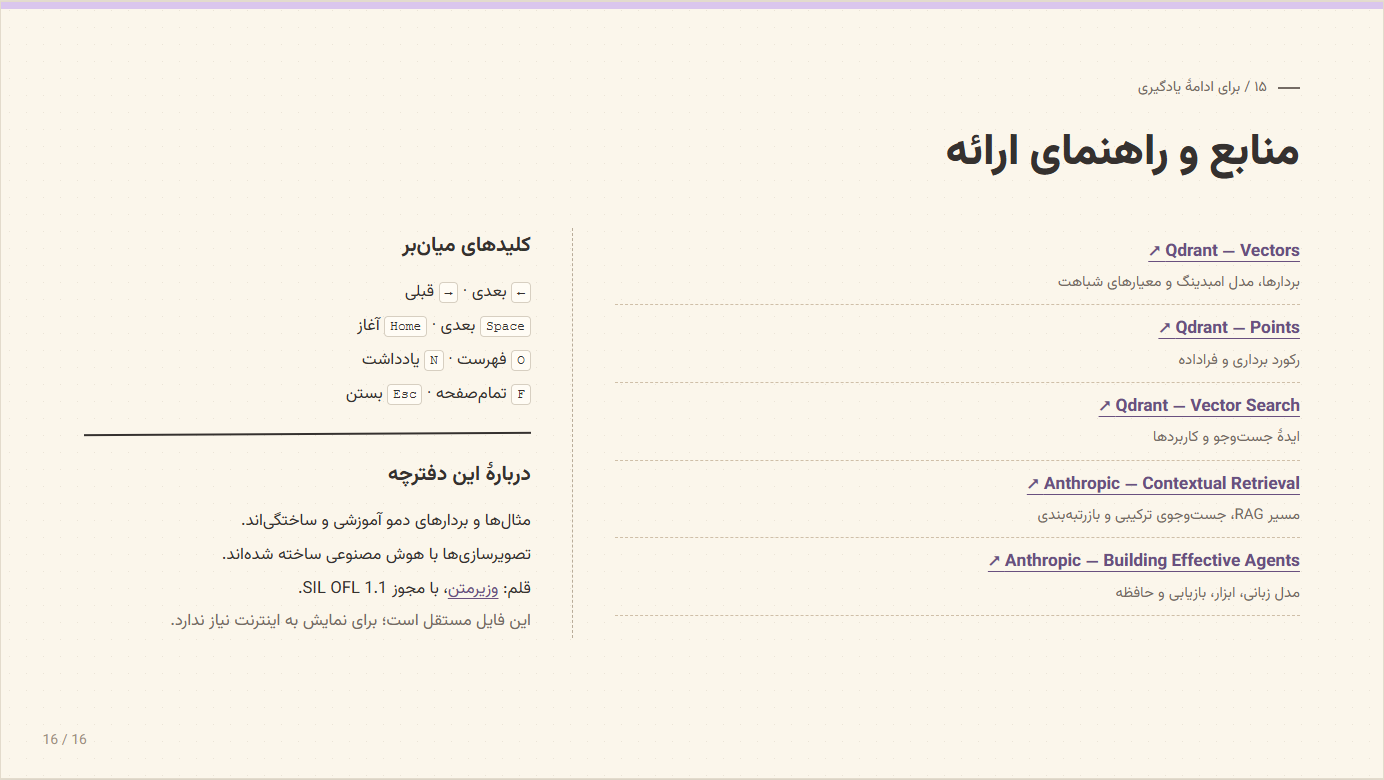 ۱۵ / برای ادامهٔ یادگیری
منابع و راهنمای ارائه
Qdrant — Vectors ↗
بردارها، مدل امبدینگ و معیارهای شباهت
Qdrant — Points ↗
رکورد برداری و فراداده
Qdrant — Vector Search ↗
ایدهٔ جست‌وجو و کاربردها
Anthropic — Contextual Retrieval ↗
مسیر RAG، جست‌وجوی ترکیبی و بازرتبه‌بندی
Anthropic — Building Effective Agents ↗
مدل زبانی، ابزار، بازیابی و حافظه
کلیدهای میان‌بر
← بعدی · → قبلی
Space بعدی · Home آغاز
O فهرست · N یادداشت
F تمام‌صفحه · Esc بستن
دربارهٔ این دفترچه
مثال‌ها و بردارهای دمو آموزشی و ساختگی‌اند.
تصویرسازی‌ها با هوش مصنوعی ساخته شده‌اند.
قلم: وزیرمتن، با مجوز SIL OFL 1.1.
این فایل مستقل است؛ برای نمایش به اینترنت نیاز ندارد.
16 / 16